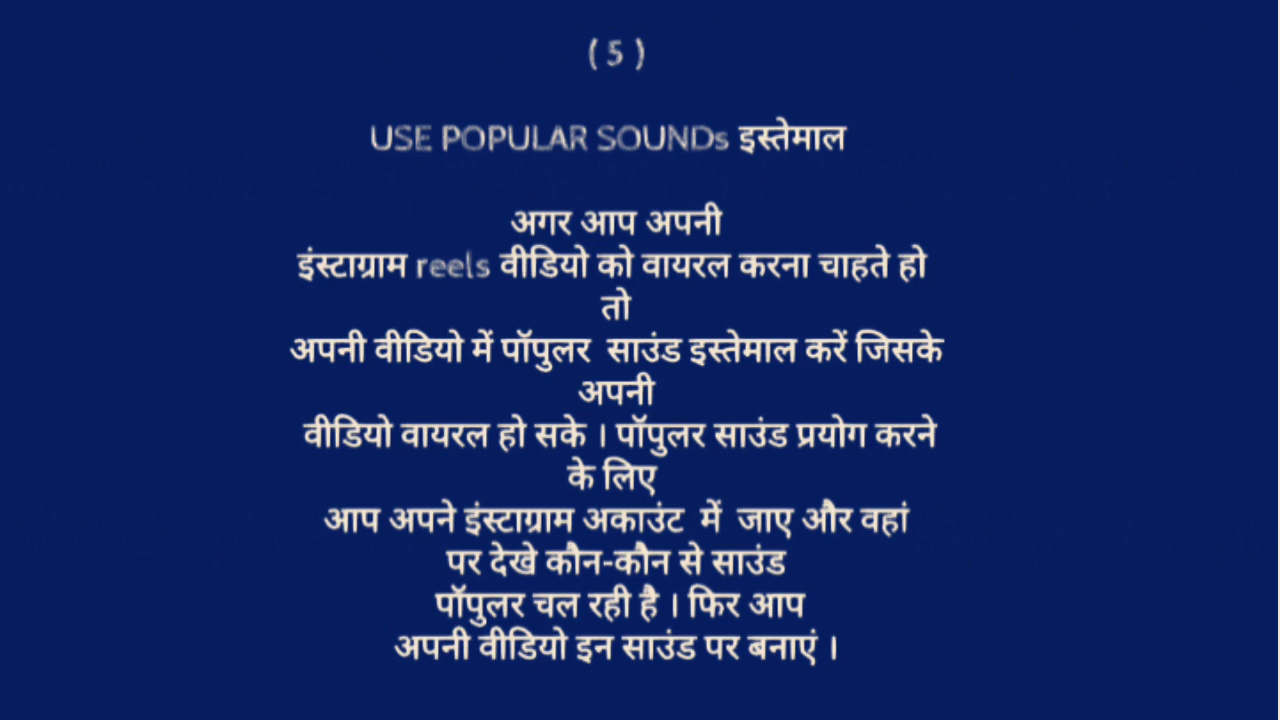 ( 5 )
USE POPULAR SOUNDs इस्तेमाल
अगर आप अपनी
इंस्टाग्राम reels वीडियो को वायरल करना चाहते हो
तो
अपनी वीडियो में पॉपुलर साउंड इस्तेमाल करें जिसके
अपनी
वीडियो वायरल हो सके । पॉपुलर साउंड प्रयोग करने
के लिए
आप अपने इंस्टाग्राम अकाउंट में जाए और वहां
पर देखे कौन-कौन से साउंड
पॉपुलर चल रही है । फिर आप
अपनी वीडियो इन साउंड पर बनाएं ।